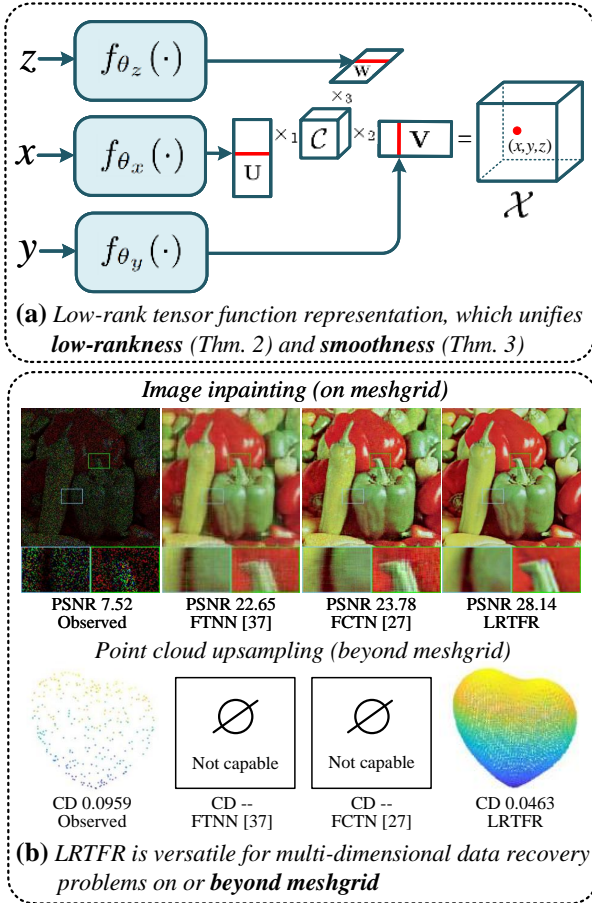 z f_{θ_z}(·) W
×_3
x f_{θ_x}(·) U ×_1 C ×_2 V = (x,y,z)
X
y f_{θ_y}(·)
(a) Low-rank tensor function representation, which unifies
low-rankness (Thm. 2) and smoothness (Thm. 3)
Image inpainting (on meshgrid)
PSNR 7.52 PSNR 22.65 PSNR 23.78 PSNR 28.14
Observed FTNN [37] FCTN [27] LRTFR
Point cloud upsampling (beyond meshgrid)
Not capable Not capable
CD 0.0959 CD -- CD -- CD 0.0463
Observed FTNN [37] FCTN [27] LRTFR
(b) LRTFR is versatile for multi-dimensional data recovery
problems on or beyond meshgrid